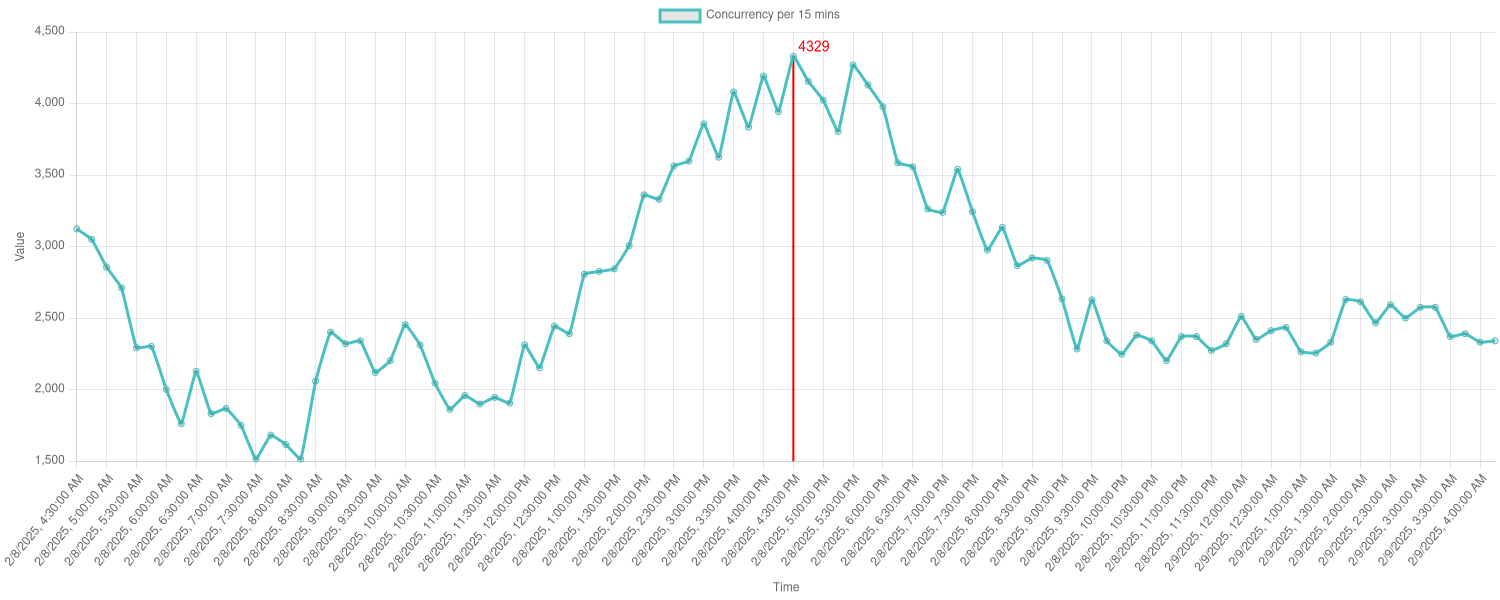 Concurrency per 15 mins
4,500
4329
4,000
3,500
3,000
Value
2,500
2,000
1,500
2/8/2025, 4:30:00 AM
2/8/2025, 5:00:00 AM
2/8/2025, 5:30:00 AM
2/8/2025, 6:00:00 AM
2/8/2025, 6:30:00 AM
2/8/2025, 7:00:00 AM
2/8/2025, 7:30:00 AM
2/8/2025, 8:00:00 AM
2/8/2025, 8:30:00 AM
2/8/2025, 9:00:00 AM
2/8/2025, 9:30:00 AM
2/8/2025, 10:00:00 AM
2/8/2025, 10:30:00 AM
2/8/2025, 11:00:00 AM
2/8/2025, 11:30:00 AM
2/8/2025, 12:00:00 PM
2/8/2025, 12:30:00 PM
2/8/2025, 1:00:00 PM
2/8/2025, 1:30:00 PM
2/8/2025, 2:00:00 PM
2/8/2025, 2:30:00 PM
2/8/2025, 3:00:00 PM
2/8/2025, 3:30:00 PM
2/8/2025, 4:00:00 PM
2/8/2025, 4:30:00 PM
2/8/2025, 5:00:00 PM
2/8/2025, 5:30:00 PM
2/8/2025, 6:00:00 PM
2/8/2025, 6:30:00 PM
2/8/2025, 7:00:00 PM
2/8/2025, 7:30:00 PM
2/8/2025, 8:00:00 PM
2/8/2025, 8:30:00 PM
2/8/2025, 9:00:00 PM
2/8/2025, 9:30:00 PM
2/8/2025, 10:00:00 PM
2/8/2025, 10:30:00 PM
2/8/2025, 11:00:00 PM
2/8/2025, 11:30:00 PM
2/9/2025, 12:00:00 AM
2/9/2025, 12:30:00 AM
2/9/2025, 1:00:00 AM
2/9/2025, 1:30:00 AM
2/9/2025, 2:00:00 AM
2/9/2025, 2:30:00 AM
2/9/2025, 3:00:00 AM
2/9/2025, 3:30:00 AM
2/9/2025, 4:00:00 AM
Time